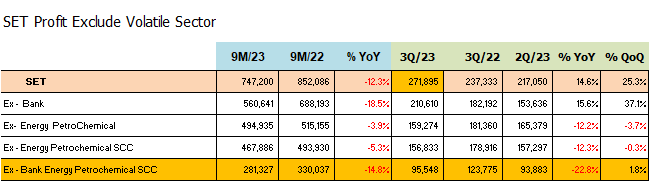 SET Profit Exclude Volatile Sector
9M/23 9M/22 % YoY 3Q/23 3Q/22 2Q/23 % YoY % QoQ
SET 747,200 852,086 -12.3% 271,895 237,333 217,050 14.6% 25.3%
Ex - Bank 560,641 688,193 -18.5% 210,610 182,192 153,636 15.6% 37.1%
Ex- Energy PetroChemical 494,935 515,155 -3.9% 159,274 181,360 165,379 -12.2% -3.7%
Ex - Energy Petrochemical SCC 467,886 493,930 -5.3% 156,833 178,916 157,297 -12.3% -0.3%
Ex - Bank Energy Petrochemical SCC 281,327 330,037 -14.8% 95,548 123,775 93,883 -22.8% 1.8%